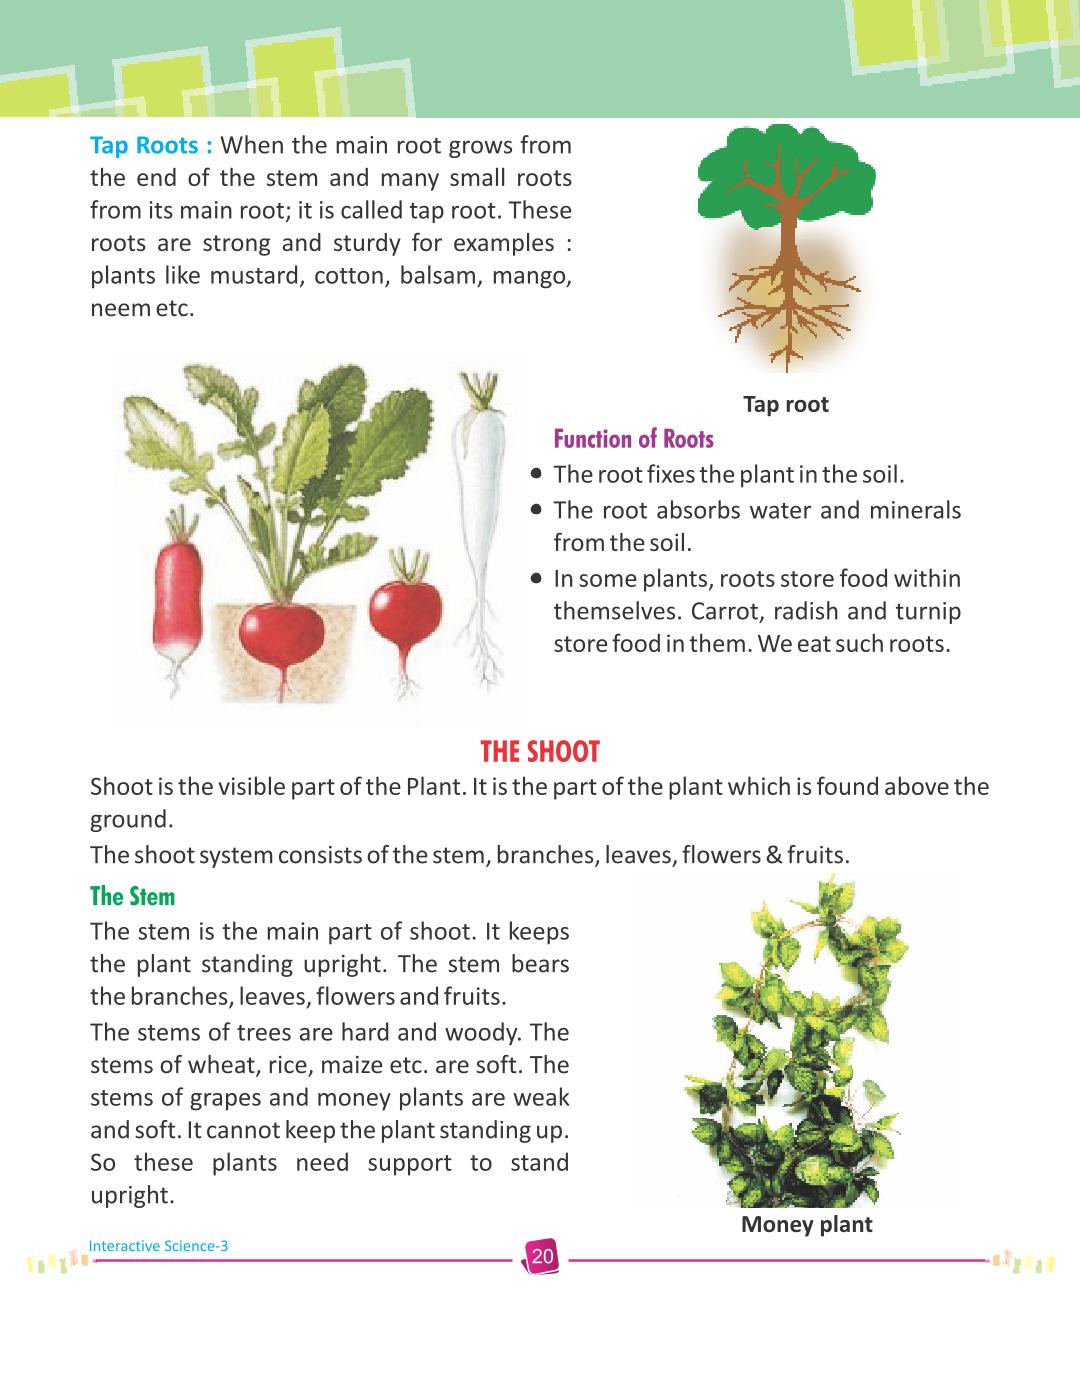 Tap Roots : When the main root grows from
the end of the stem and many small roots
from its main root; it is called tap root. These
roots are strong and sturdy for examples :
plants like mustard, cotton, balsam, mango,
neem etc.
Tap root
Function of Roots
• The root fixes the plant in the soil.
• The root absorbs water and minerals
from the soil.
• In some plants, roots store food within
themselves. Carrot, radish and turnip
store food in them. We eat such roots.
THE SHOOT
Shoot is the visible part of the Plant. It is the part of the plant which is found above the
ground.
The shoot system consists of the stem, branches, leaves, flowers & fruits.
The Stem
The stem is the main part of shoot. It keeps
the plant standing upright. The stem bears
the branches, leaves, flowers and fruits.
The stems of trees are hard and woody. The
stems of wheat, rice, maize etc. are soft. The
stems of grapes and money plants are weak
and soft. It cannot keep the plant standing up.
So these plants need support to stand
upright.
Money plant
Interactive Science-3
20